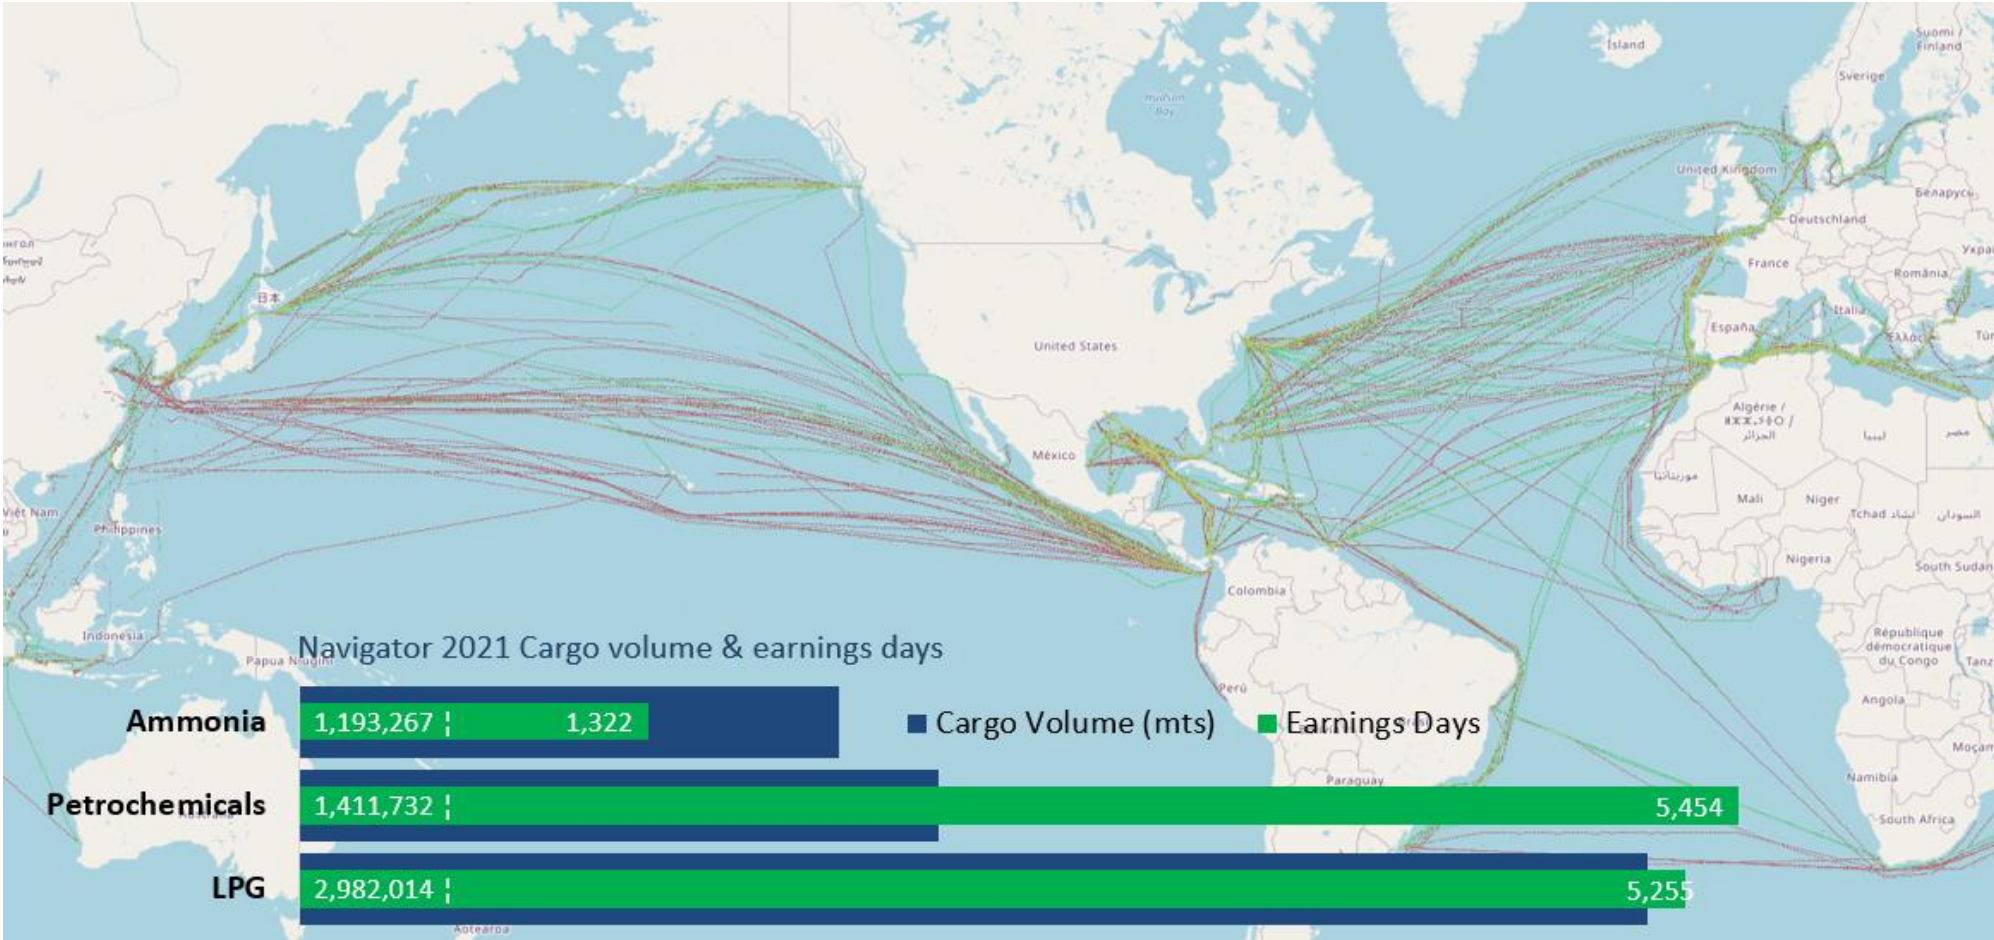 Ísland
Suomi /
Finland
Sverige
Hudson
Bay
United Kingdom
Беларусь
Deutschland
France
România
日本
Italia
España
United States
Algérie /
الجزائر
ليبيا
مصر
México
موريتانيا
Mali
Niger
Tchad تشاد
السودان
Việt Nam
Philippines
Nigeria
South Sudan
Colombia
Indonesia
République
démocratique
du Congo
Papua Niugini
Navigator 2021 Cargo volume & earnings days
Perú
Angola
Ammonia
1,193,267 ¦ 1,322
Cargo Volume (mts)
Earnings Days
Paraguay
Namibia
Petrochemicals
1,411,732 ¦ 5,454
Australia
South Africa
LPG
2,982,014 ¦ 5,255
Aotearoa